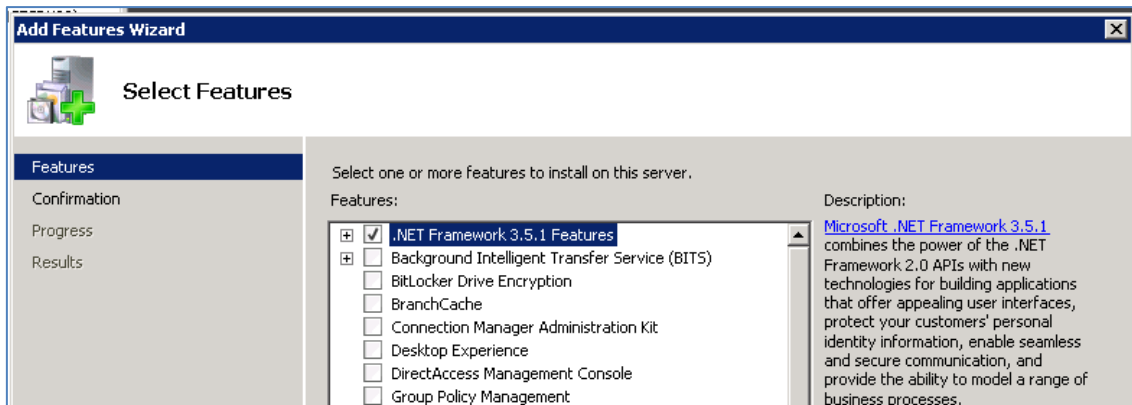 Add Features Wizard
Select Features
Features
Confirmation
Progress
Results
Select one or more features to install on this server.
Features:
.NET Framework 3.5.1 Features
Background Intelligent Transfer Service (BITS)
BitLocker Drive Encryption
BranchCache
Connection Manager Administration Kit
Desktop Experience
DirectAccess Management Console
Group Policy Management
Description:
Microsoft .NET Framework 3.5.1
combines the power of the .NET
Framework 2.0 APIs with new
technologies for building applications
that offer appealing user interfaces,
protect your customers' personal
identity information, enable seamless
and secure communication, and
provide the ability to model a range of
business processes.